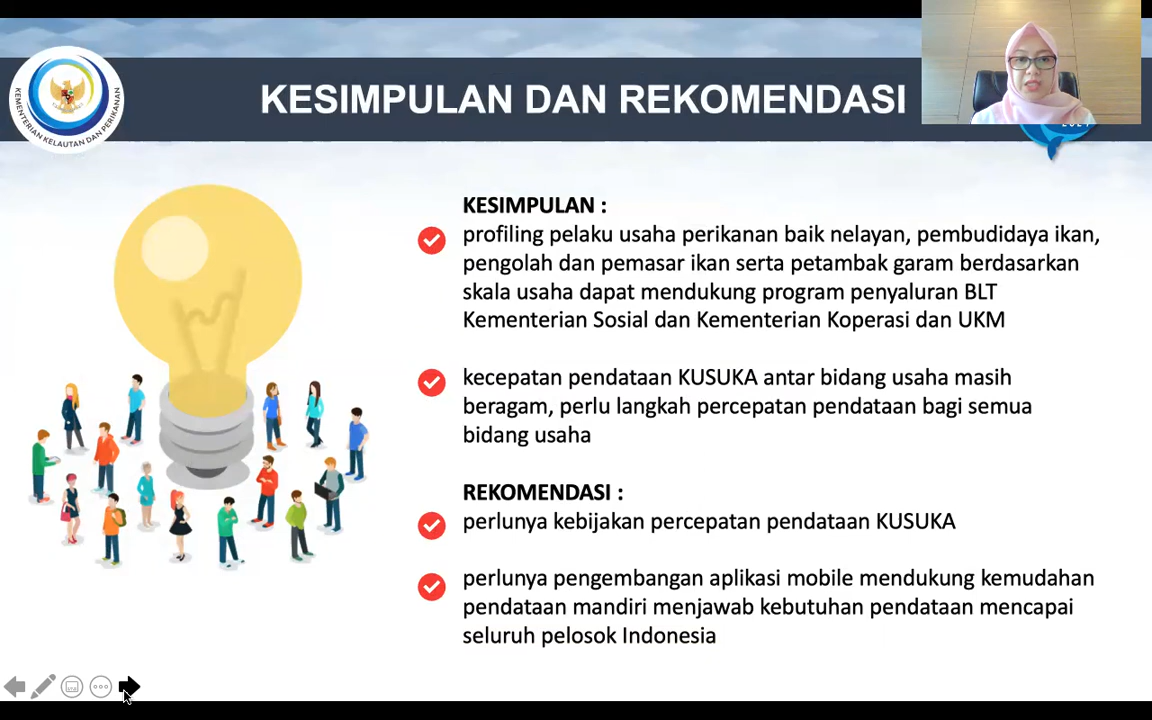 KESIMPULAN DAN REKOMENDASI
KEMENTERIAN KELAUTAN DAN PERIKANAN
KESIMPULAN :
profiling pelaku usaha perikanan baik nelayan, pembudidaya ikan,
pengolah dan pemasar ikan serta petambak garam berdasarkan
skala usaha dapat mendukung program penyaluran BLT
Kementerian Sosial dan Kementerian Koperasi dan UKM
kecepatan pendataan KUSUKA antar bidang usaha masih
beragam, perlu langkah percepatan pendataan bagi semua
bidang usaha
REKOMENDASI :
perlunya kebijakan percepatan pendataan KUSUKA
perlunya pengembangan aplikasi mobile mendukung kemudahan
pendataan mandiri menjawab kebutuhan pendataan mencapai
seluruh pelosok Indonesia